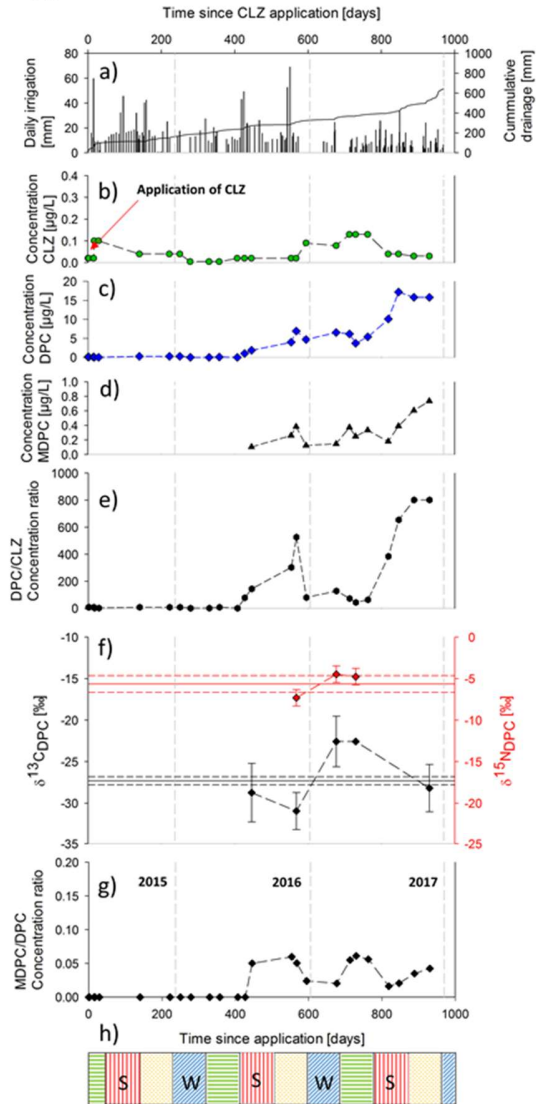 Time since CLZ application [days]
0 200 400 600 800 1000
a)
Daily irrigation
[mm]
80
60
40
20
0
1000
800
600
400
200
0
Cummulative
drainage [mm]
b)
Application of CLZ
Concentration
CLZ [µg/L]
0.4
0.3
0.2
0.1
0.0
c)
Concentration
DPC [µg/L]
20
15
10
5
0
d)
Concentration
MDPC [µg/L]
1.0
0.8
0.6
0.4
0.2
0.0
e)
DPC/CLZ
Concentration ratio
1000
800
600
400
200
0
f)
δ13CDPC [‰]
-10
-15
-20
-25
-30
-35
0
-5
-10
-15
-20
-25
δ15NDPC [‰]
g)
2015 2016 2017
MDPC/DPC
Concentration ratio
0.20
0.15
0.10
0.05
0.00
0 200 400 600 800 1000
h) Time since application [days]
S W S W S